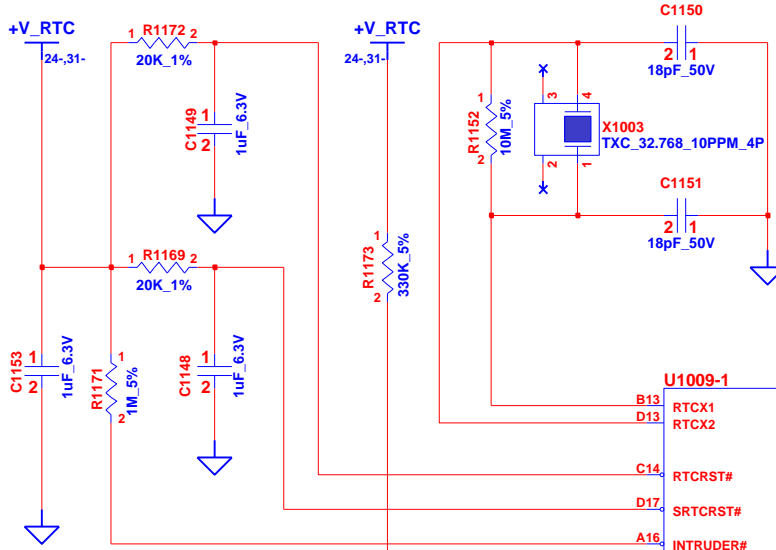 +V_RTC
24-,31-
1 R1172 2
20K_1%
1
C1149
2
1uF_6.3V
+V_RTC
24-,31-
1
R1173
2
330K_5%
C1150
2 1
18pF_50V
1
R1152
2
10M_5%
3
4
X1003
TXC_32.768_10PPM_4P
2
1
C1151
2 1
18pF_50V
R1169
1 2
20K_1%
1
C1153
2
1uF_6.3V
1
R1171
2
1M_5%
1
C1148
2
1uF_6.3V
U1009-1
B13 RTCX1
D13 RTCX2
C14 RTCRST#
D17 SRTCRST#
A16 INTRUDER#